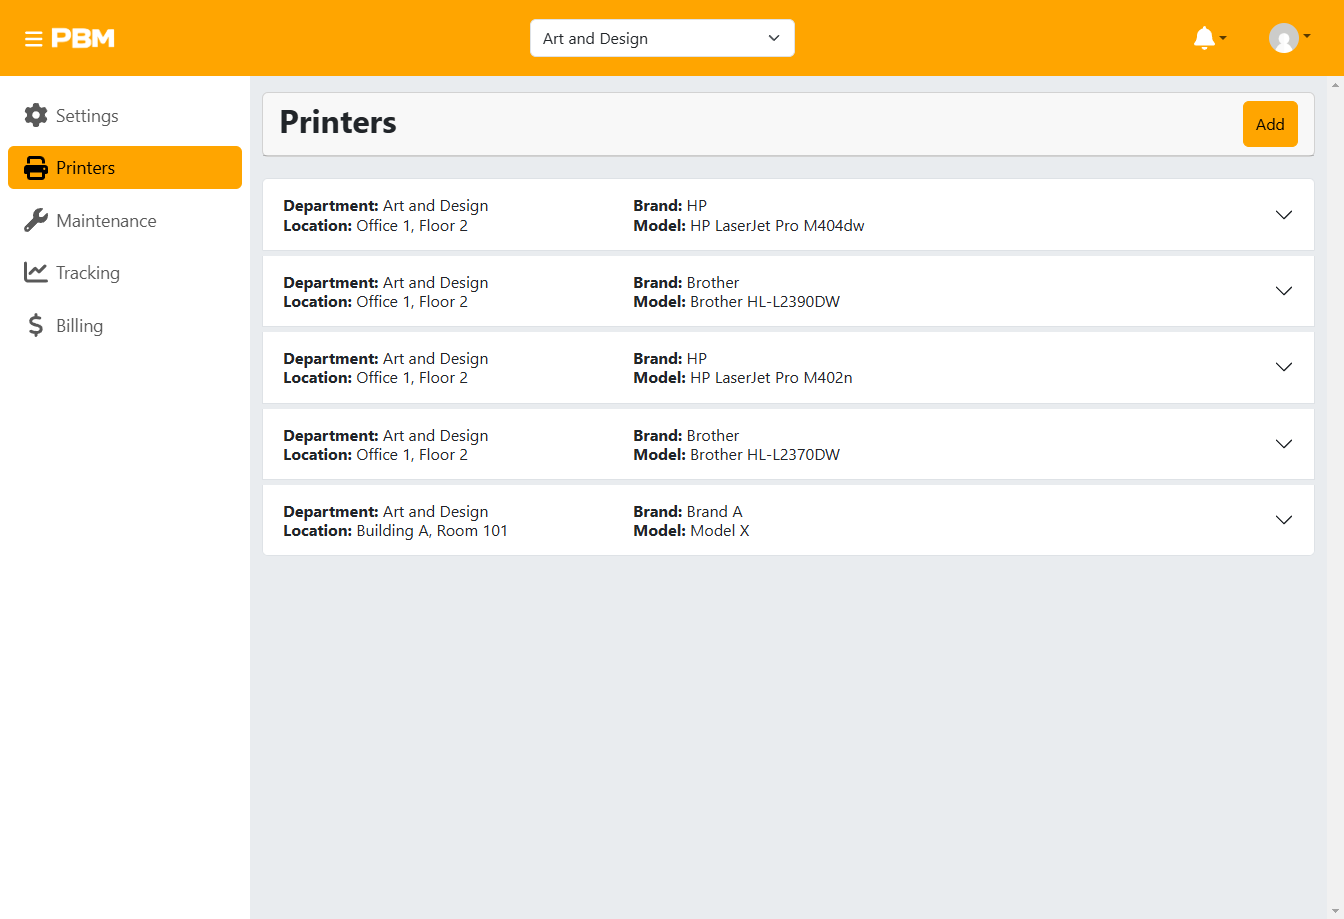 PBM
Art and Design
Settings
Printers
Maintenance
Tracking
Billing
Printers
Add
Department: Art and Design
Location: Office 1, Floor 2
Brand: HP
Model: HP LaserJet Pro M404dw
Department: Art and Design
Location: Office 1, Floor 2
Brand: Brother
Model: Brother HL-L2390DW
Department: Art and Design
Location: Office 1, Floor 2
Brand: HP
Model: HP LaserJet Pro M402n
Department: Art and Design
Location: Office 1, Floor 2
Brand: Brother
Model: Brother HL-L2370DW
Department: Art and Design
Location: Building A, Room 101
Brand: Brand A
Model: Model X